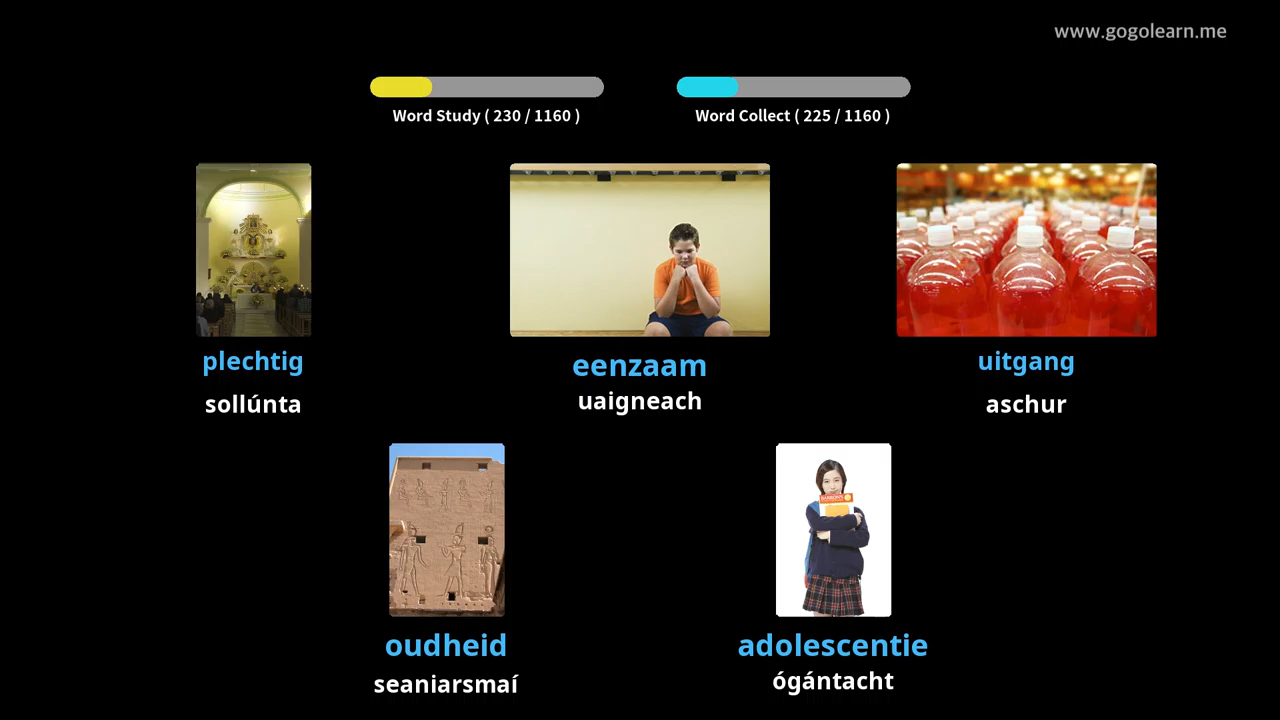 www.gogolearn.me
Word Study ( 230 / 1160 )
Word Collect ( 225 / 1160 )
plechtig
eenzaam
uitgang
sollúnta
uaigneach
aschur
oudheid
adolescentie
seaniarsmaí
ógántacht